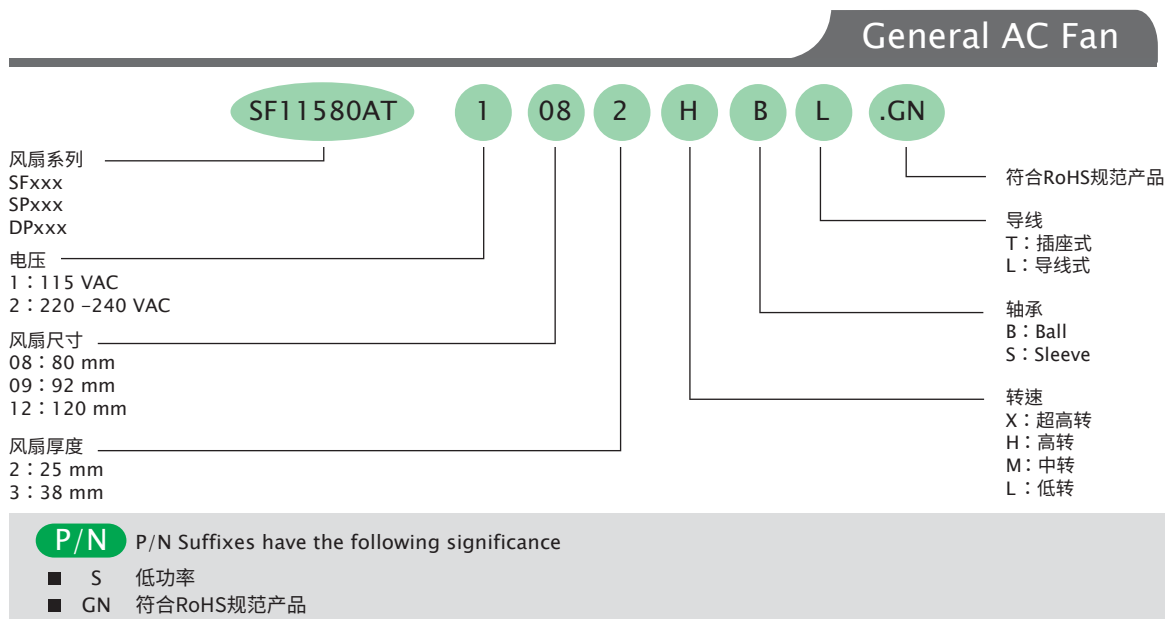 General AC Fan
SF11580AT 1 08 2 H B L .GN
风扇系列
SFxxx
SPxxx
DPxxx
电压
1：115 VAC
2：220 -240 VAC
风扇尺寸
08：80 mm
09：92 mm
12：120 mm
风扇厚度
2：25 mm
3：38 mm
符合RoHS规范产品
导线
T：插座式
L：导线式
轴承
B：Ball
S：Sleeve
转速
X：超高转
H：高转
M：中转
L：低转
P/N P/N Suffixes have the following significance
■ S 低功率
■ GN 符合RoHS规范产品